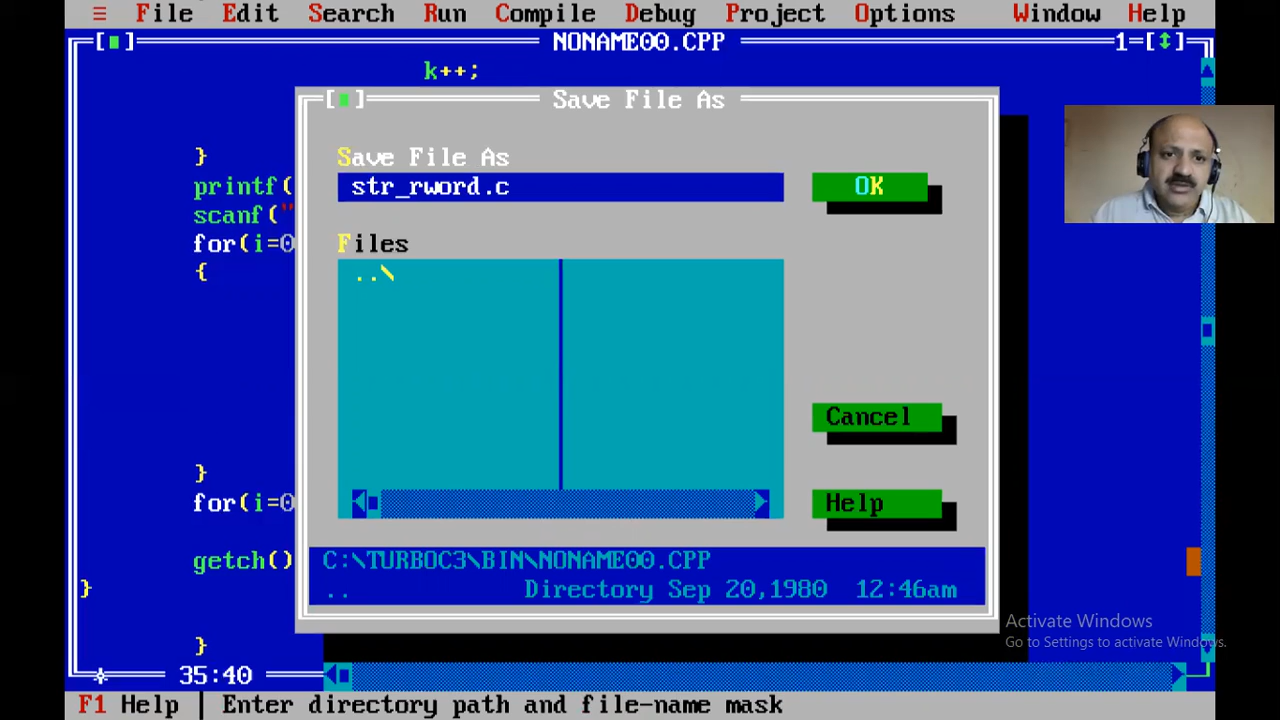 ≡ File Edit Search Run Compile Debug Project Options Window Help
[■] NONAME00.CPP 1=[↕]
k++;
[■] Save File As
}
Save File As
printf(
str_rword.c
OK
scanf("
for(i=0
Files
{
..\
Cancel
}
for(i=0
Help
getch()
C:\TURBOC3\BIN\NONAME00.CPP
}
.. Directory Sep 20,1980 12:46am
Activate Windows
Go to Settings to activate Windows.
}
35:40
F1 Help | Enter directory path and file-name mask